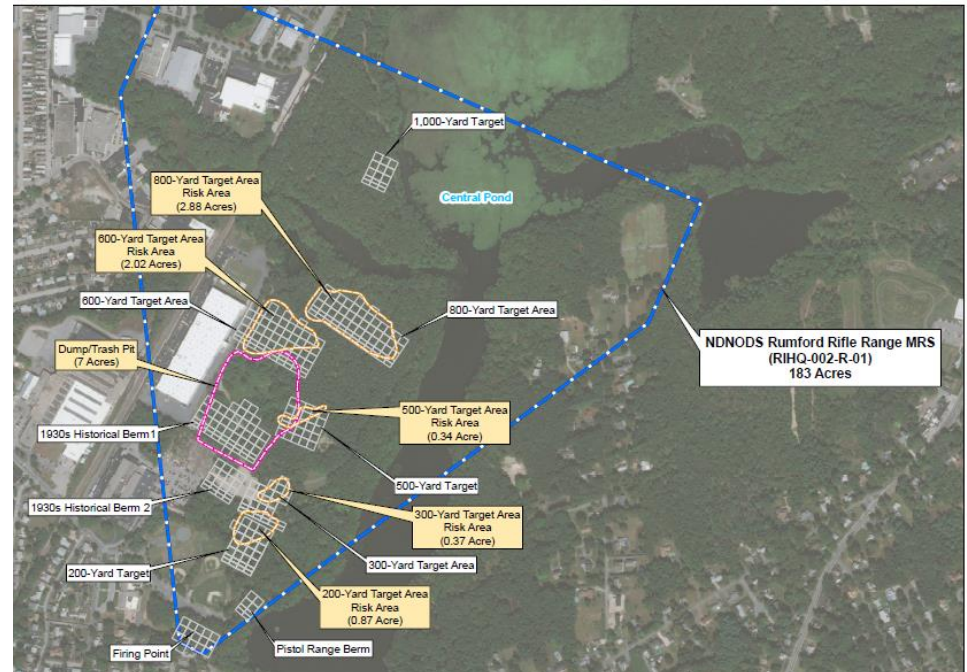 1,000-Yard Target
800-Yard Target Area
Risk Area
(2.88 Acres)
Central Pond
600-Yard Target Area
Risk Area
(2.02 Acres)
600-Yard Target Area
800-Yard Target Area
NDNODS Rumford Rifle Range MRS
(RIHQ-002-R-01)
183 Acres
Dump/Trash Pit
(7 Acres)
500-Yard Target Area
Risk Area
(0.34 Acre)
1930s Historical Berm 1
500-Yard Target
1930s Historical Berm 2
300-Yard Target Area
Risk Area
(0.37 Acre)
300-Yard Target Area
200-Yard Target
200-Yard Target Area
Risk Area
(0.87 Acre)
Pistol Range Berm
Firing Point